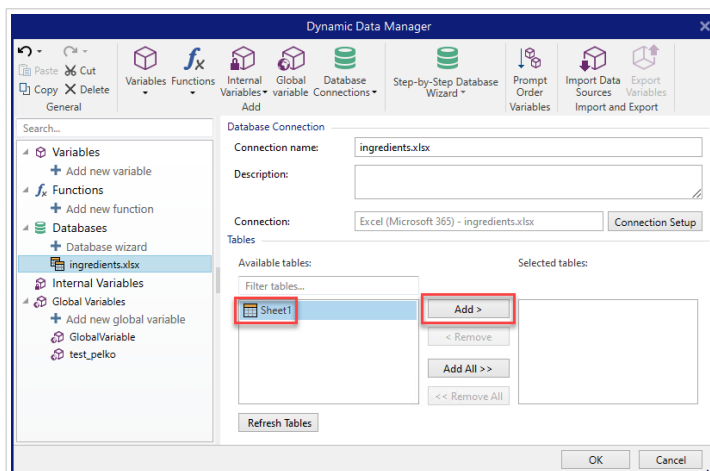 Dynamic Data Manager
Paste Cut
Copy Delete
General
Variables Functions
Internal Variables
Global variable
Database Connections
Add
Step-by-Step Database Wizard
Prompt Order
Variables
Import Data Sources
Export Variables
Import and Export
Search...
Variables
Add new variable
Functions
Add new function
Databases
Database wizard
ingredients.xlsx
Internal Variables
Global Variables
Add new global variable
GlobalVariable
test_pelko
Database Connection
Connection name: ingredients.xlsx
Description:
Connection: Excel (Microsoft 365) - ingredients.xlsx Connection Setup
Tables
Available tables: Selected tables:
Filter tables...
Sheet1 Add >
< Remove
Add All >>
<< Remove All
Refresh Tables
OK Cancel